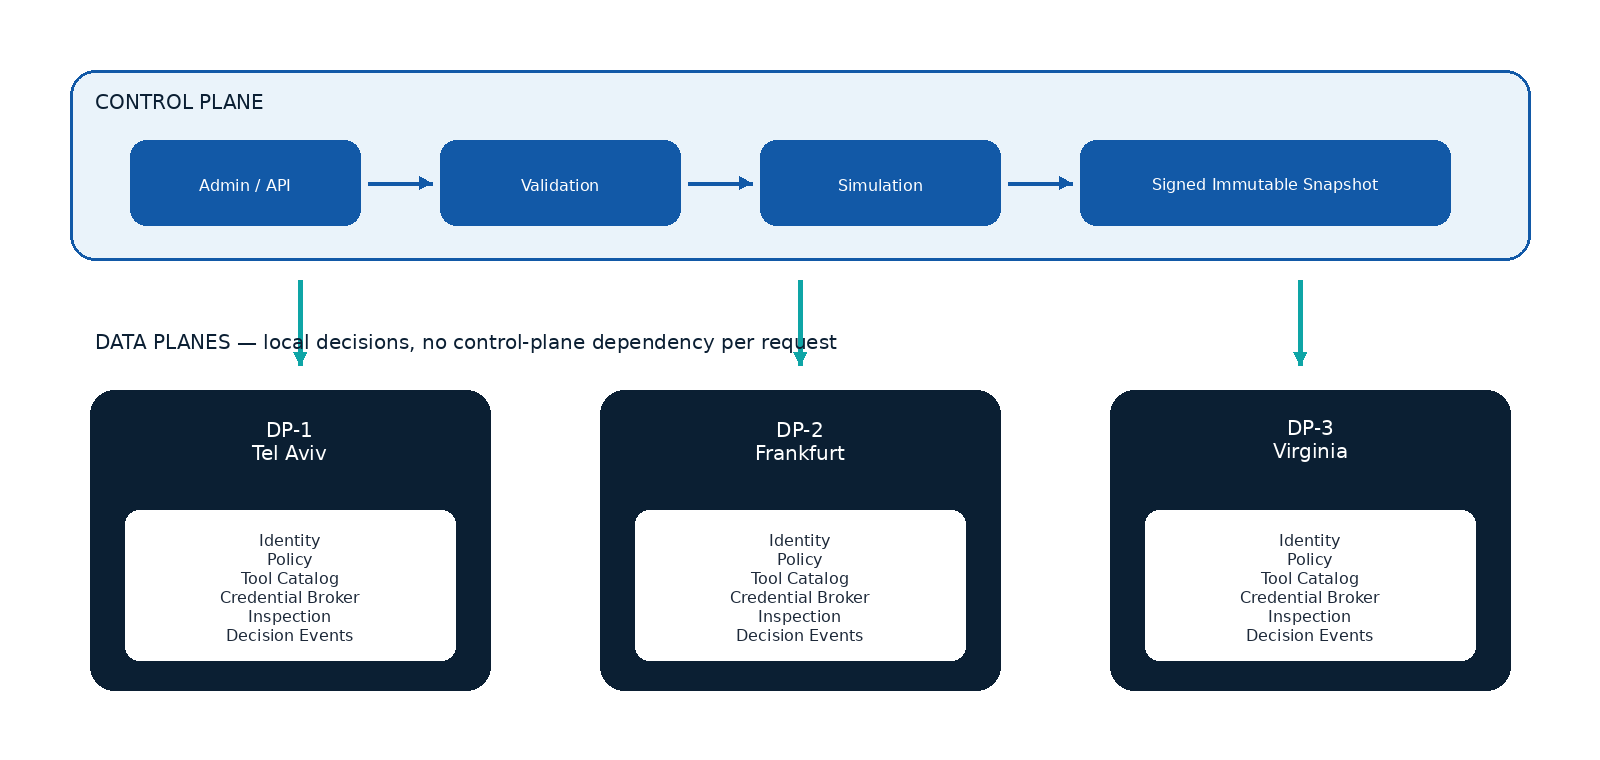 CONTROL PLANE
Admin / API
Validation
Simulation
Signed Immutable Snapshot
DATA PLANES — local decisions, no control-plane dependency per request
DP-1
Tel Aviv
Identity
Policy
Tool Catalog
Credential Broker
Inspection
Decision Events
DP-2
Frankfurt
Identity
Policy
Tool Catalog
Credential Broker
Inspection
Decision Events
DP-3
Virginia
Identity
Policy
Tool Catalog
Credential Broker
Inspection
Decision Events